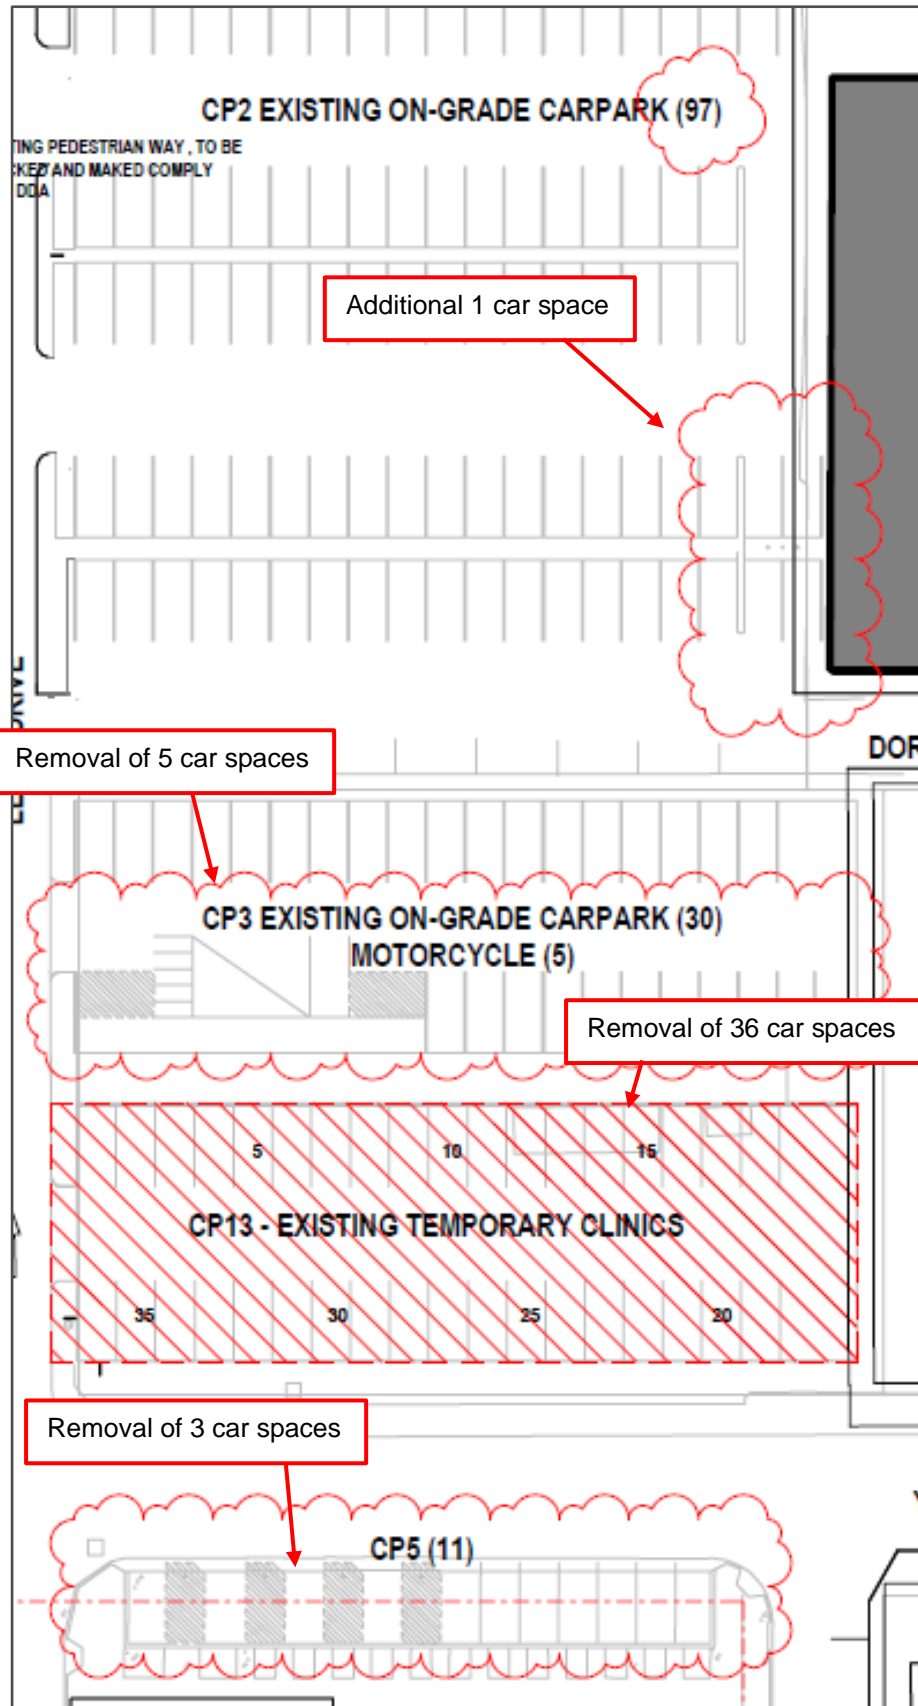 CP2 EXISTING ON-GRADE CARPARK (97)
TING PEDESTRIAN WAY , TO BE
CKED AND MAKED COMPLY
DDA
Additional 1 car space
DRIVE
Removal of 5 car spaces
DOR
CP3 EXISTING ON-GRADE CARPARK (30)
MOTORCYCLE (5)
Removal of 36 car spaces
5 10 15
CP13 - EXISTING TEMPORARY CLINICS
35 30 25 20
Removal of 3 car spaces
CP5 (11)